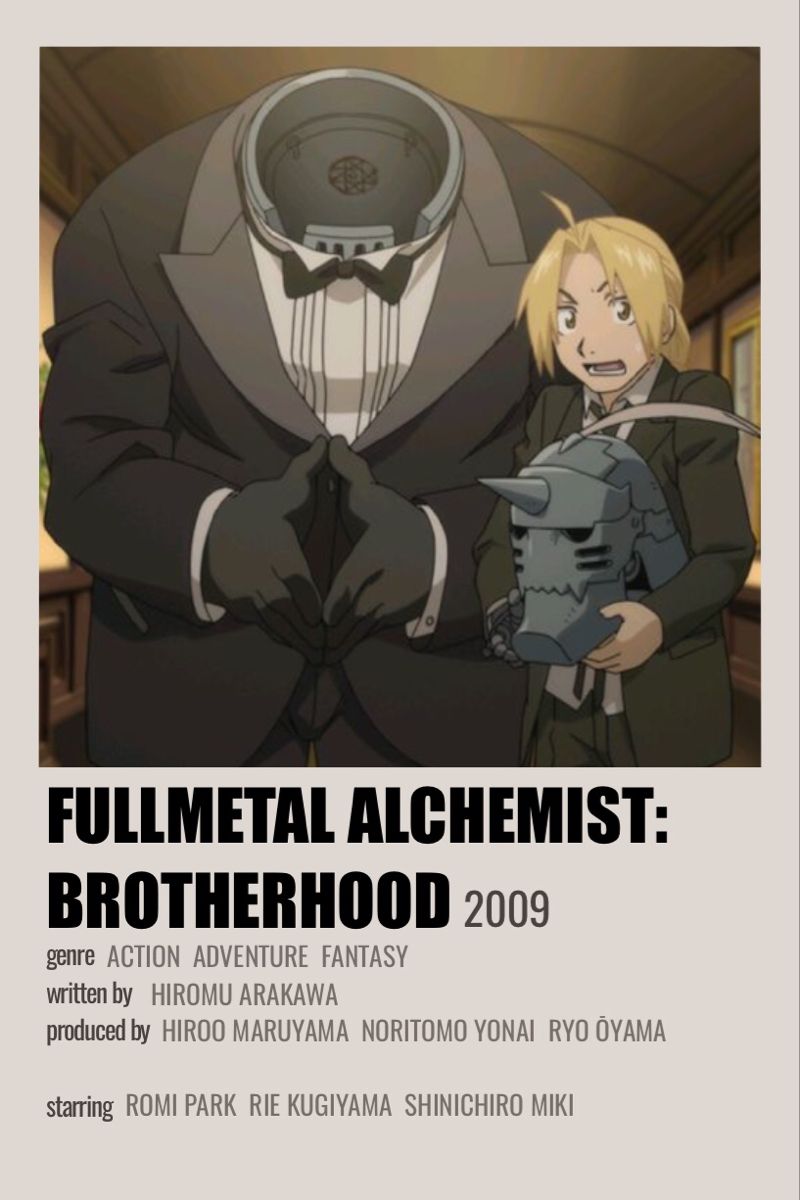 FULLMETAL ALCHEMIST:
BROTHERHOOD 2009
genre ACTION ADVENTURE FANTASY
written by HIROMU ARAKAWA
produced by HIROO MARUYAMA NORITOMO YONAI RYO ŌYAMA
starring ROMI PARK RIE KUGIYAMA SHINICHIRO MIKI